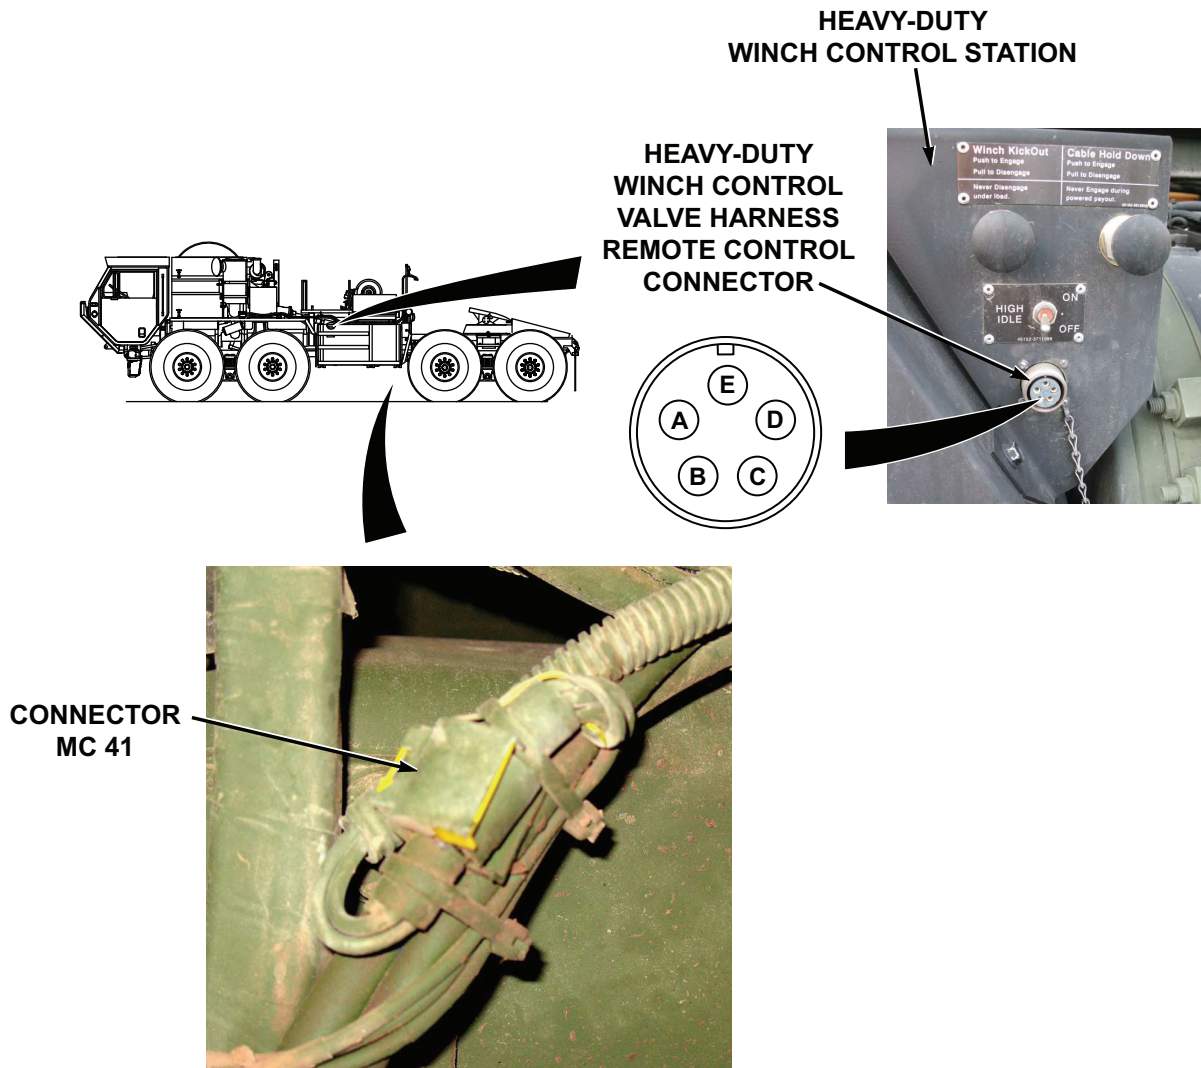 HEAVY-DUTY
WINCH CONTROL STATION
HEAVY-DUTY
WINCH CONTROL
VALVE HARNESS
REMOTE CONTROL
CONNECTOR
Winch KickOut
Push to Engage
Pull to Disengage
Never Disengage
under load.
Cable Hold Down
Push to Engage
Pull to Disengage
Never Engage during
powered payout.
HIGH
IDLE
ON
OFF
E
A
D
B
C
CONNECTOR
MC 41